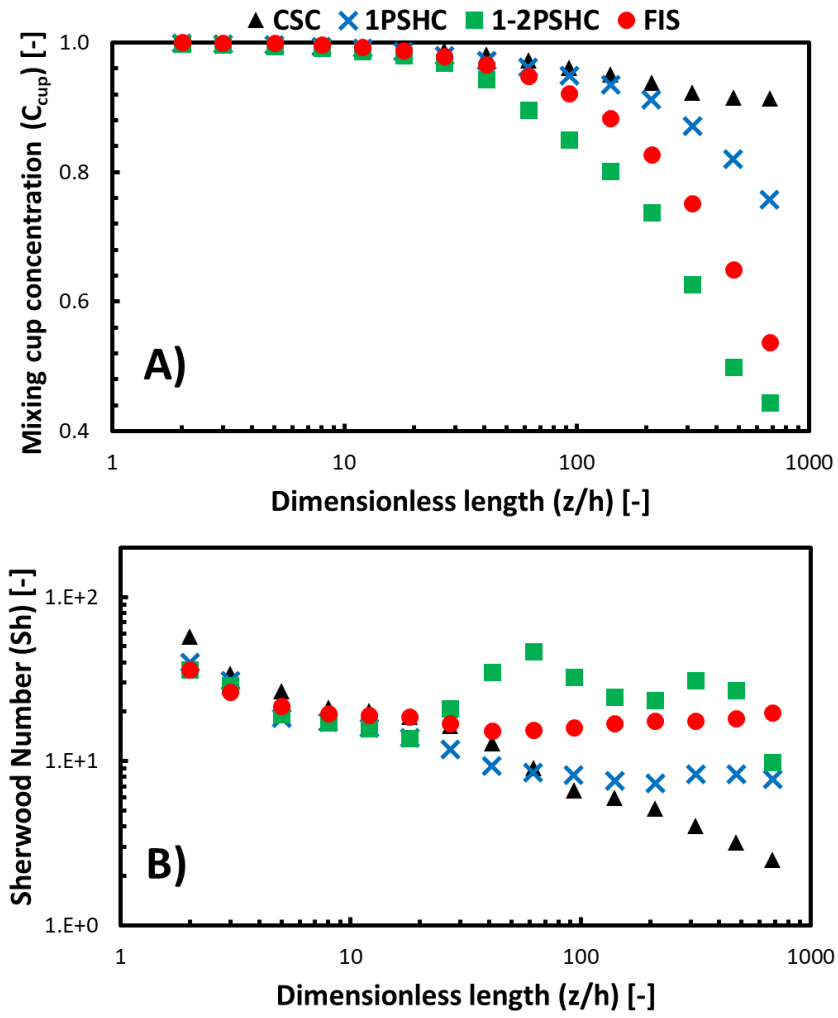 CSC 1PSHC 1-2PSHC FIS
Mixing cup concentration (Ccup) [-]
1.0
0.8
0.6
0.4
A)
1 10 100 1000
Dimensionless length (z/h) [-]
Sherwood Number (Sh) [-]
1.E+2
1.E+1
1.E+0
B)
1 10 100 1000
Dimensionless length (z/h) [-]